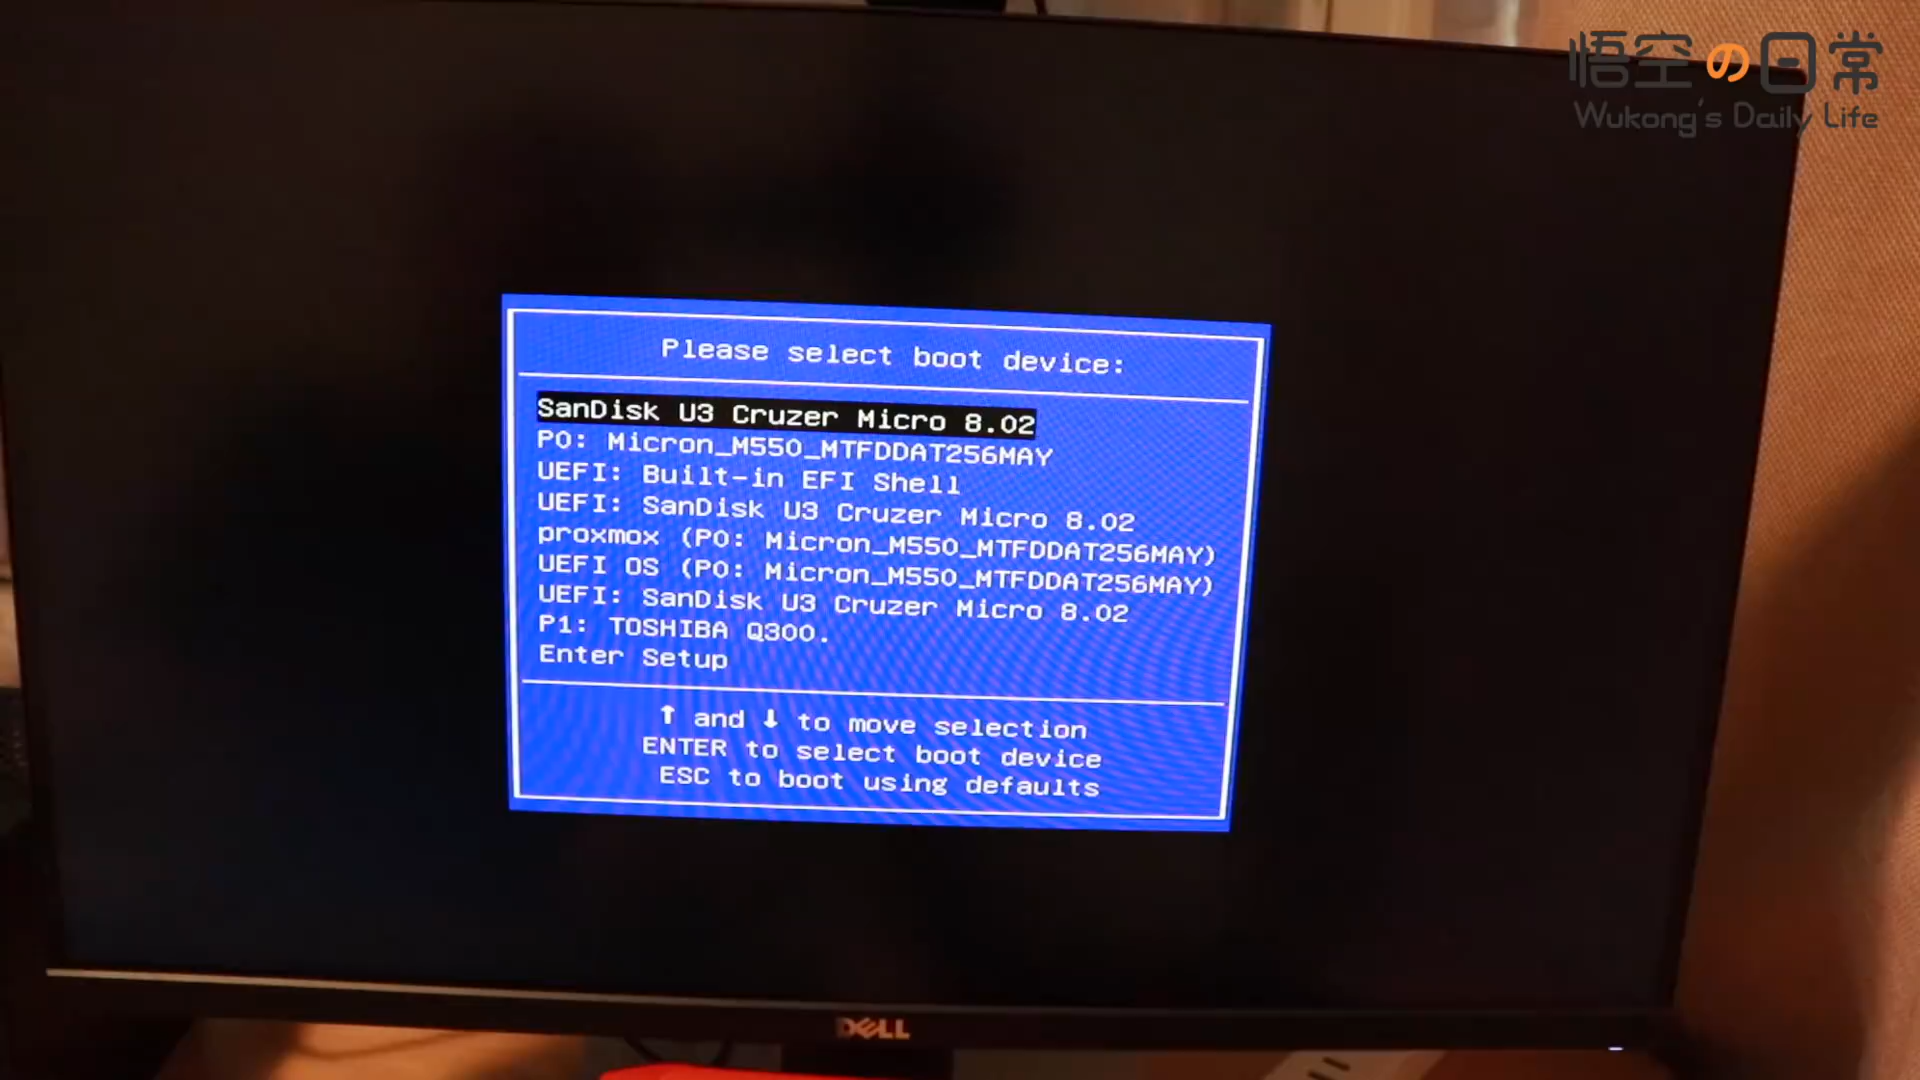 悟空の日常
Wukong's Daily Life
Please select boot device:
SanDisk U3 Cruzer Micro 8.02
P0: Micron_M550_MTFDDAT256MAY
UEFI: Built-in EFI Shell
UEFI: SanDisk U3 Cruzer Micro 8.02
proxmox (P0: Micron_M550_MTFDDAT256MAY)
UEFI OS (P0: Micron_M550_MTFDDAT256MAY)
UEFI: SanDisk U3 Cruzer Micro 8.02
P1: TOSHIBA Q300.
Enter Setup
↑ and ↓ to move selection
ENTER to select boot device
ESC to boot using defaults
DELL